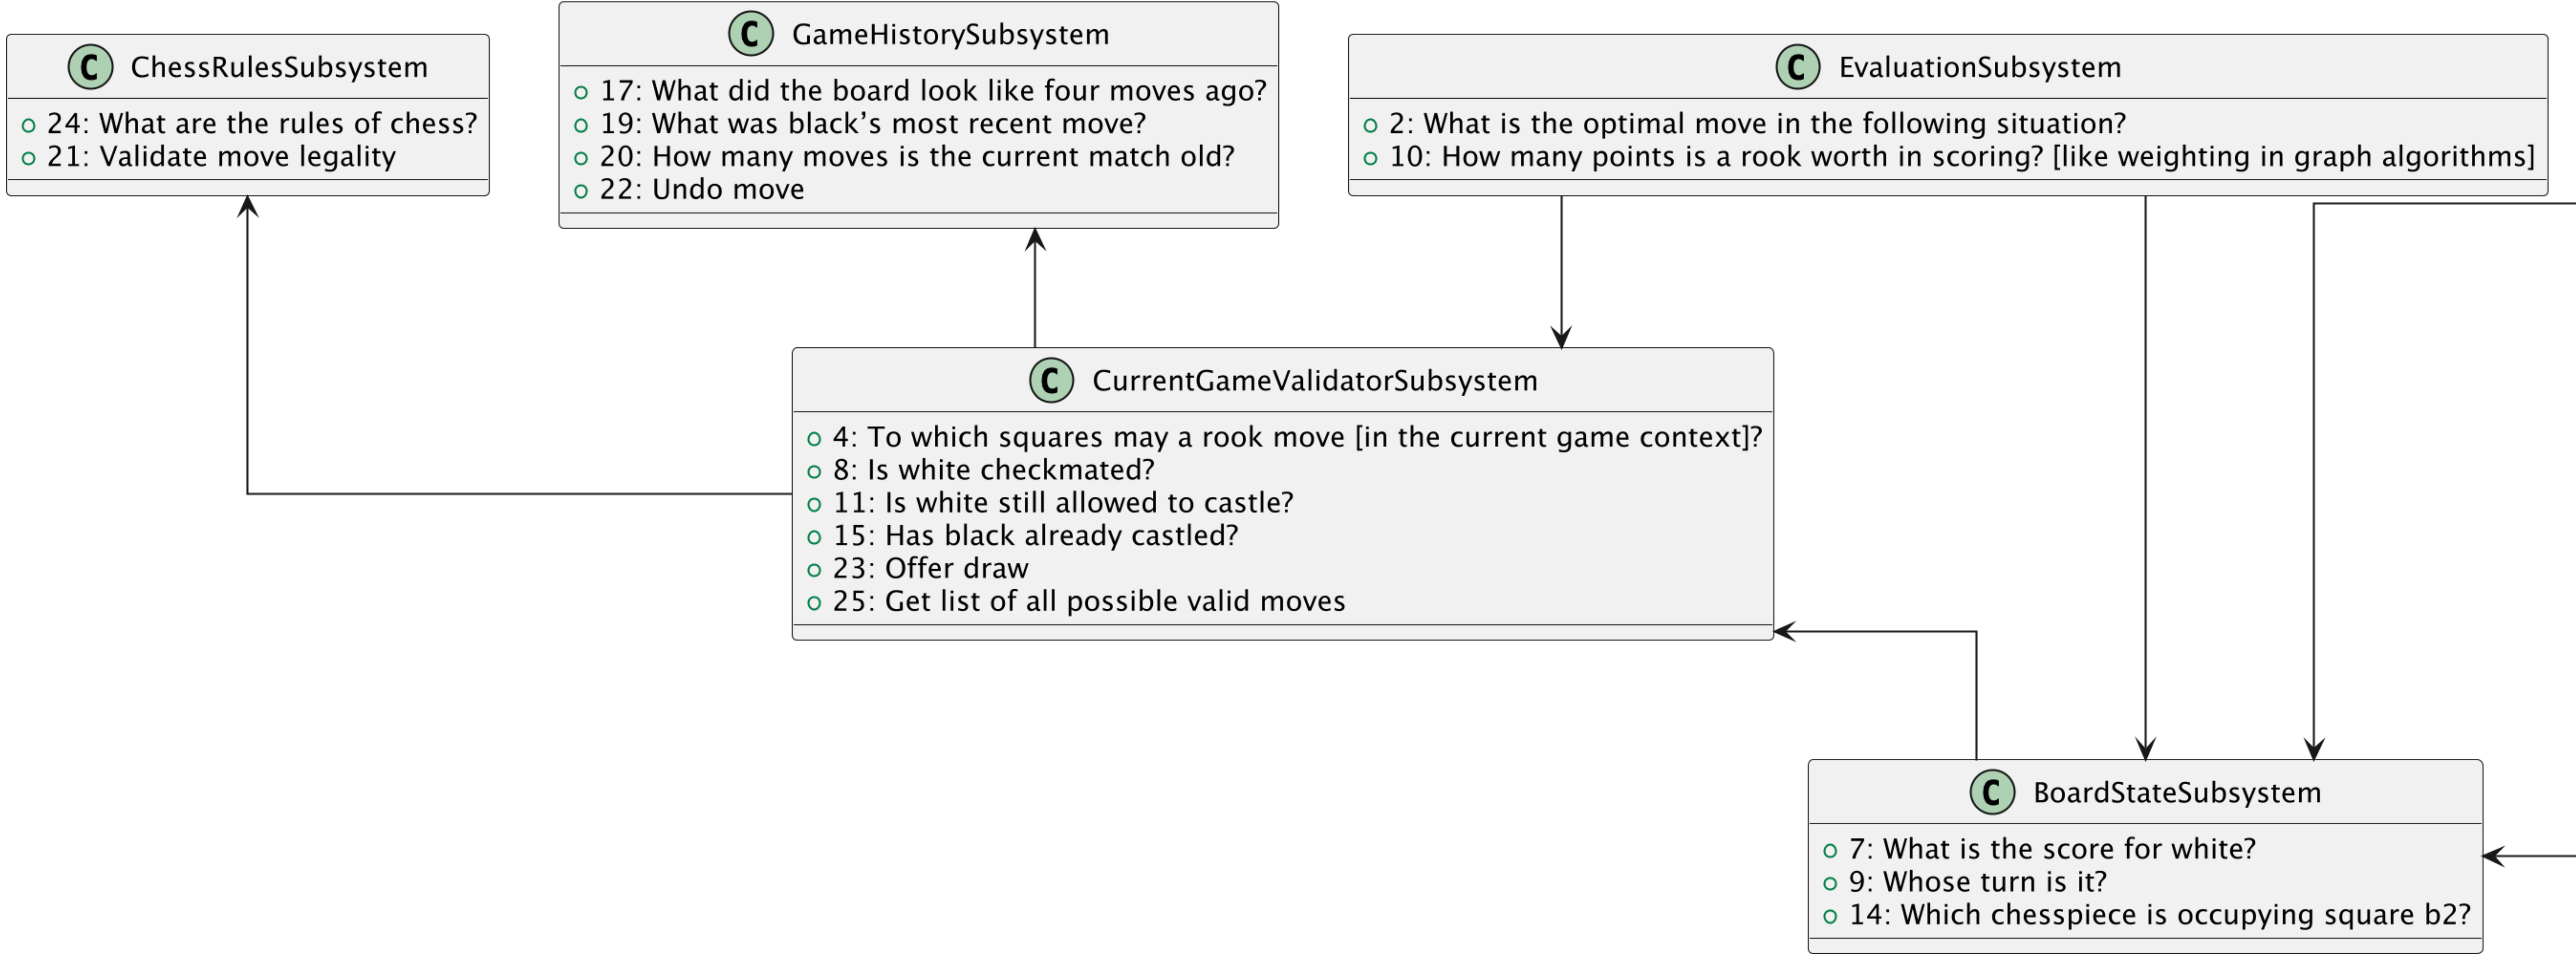 C ChessRulesSubsystem
24: What are the rules of chess?
21: Validate move legality
C GameHistorySubsystem
17: What did the board look like four moves ago?
19: What was black’s most recent move?
20: How many moves is the current match old?
22: Undo move
C EvaluationSubsystem
2: What is the optimal move in the following situation?
10: How many points is a rook worth in scoring? [like weighting in graph algorithms]
C CurrentGameValidatorSubsystem
4: To which squares may a rook move [in the current game context]?
8: Is white checkmated?
11: Is white still allowed to castle?
15: Has black already castled?
23: Offer draw
25: Get list of all possible valid moves
C BoardStateSubsystem
7: What is the score for white?
9: Whose turn is it?
14: Which chesspiece is occupying square b2?